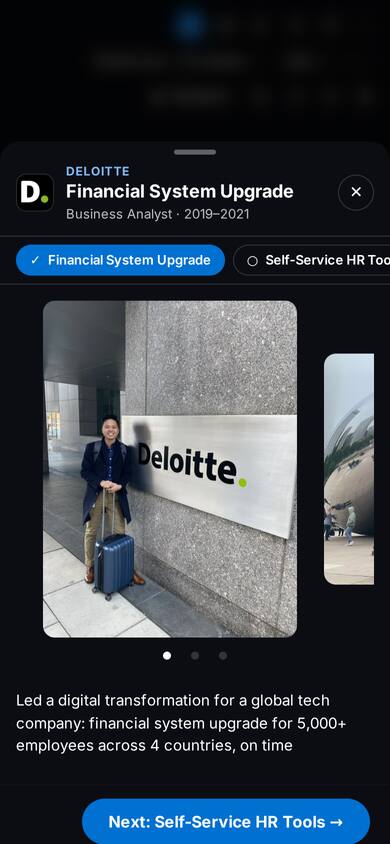 D.
DELOITTE
Financial System Upgrade
Business Analyst · 2019–2021
✕
✓ Financial System Upgrade
○ Self-Service HR Too
Deloitte.
Led a digital transformation for a global tech
company: financial system upgrade for 5,000+
employees across 4 countries, on time
Next: Self-Service HR Tools →